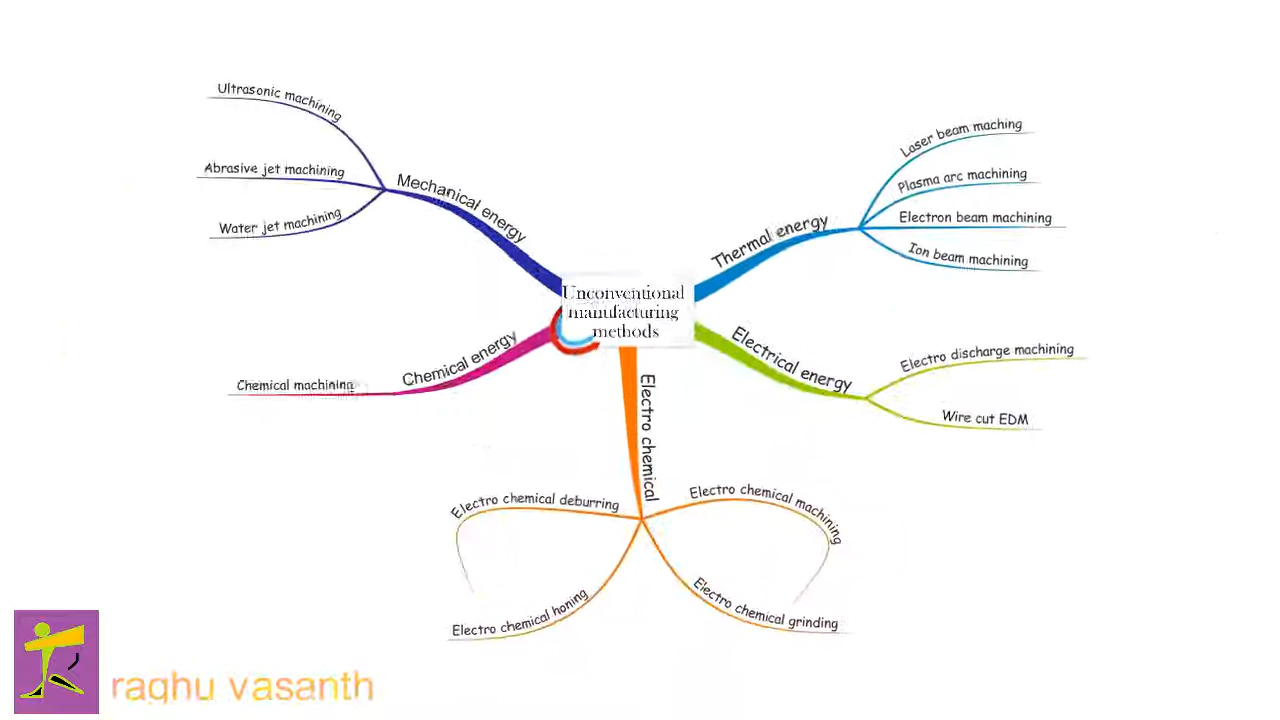 Unconventional
manufacturing
methods
Mechanical energy
Ultrasonic machining
Abrasive jet machining
Water jet machining
Chemical energy
Chemical machining
Thermal energy
Laser beam maching
Plasma arc machining
Electron beam machining
Ion beam machining
Electrical energy
Electro discharge machining
Wire cut EDM
Electro chemical
Electro chemical deburring
Electro chemical machining
Electro chemical honing
Electro chemical grinding
raghu vasanth